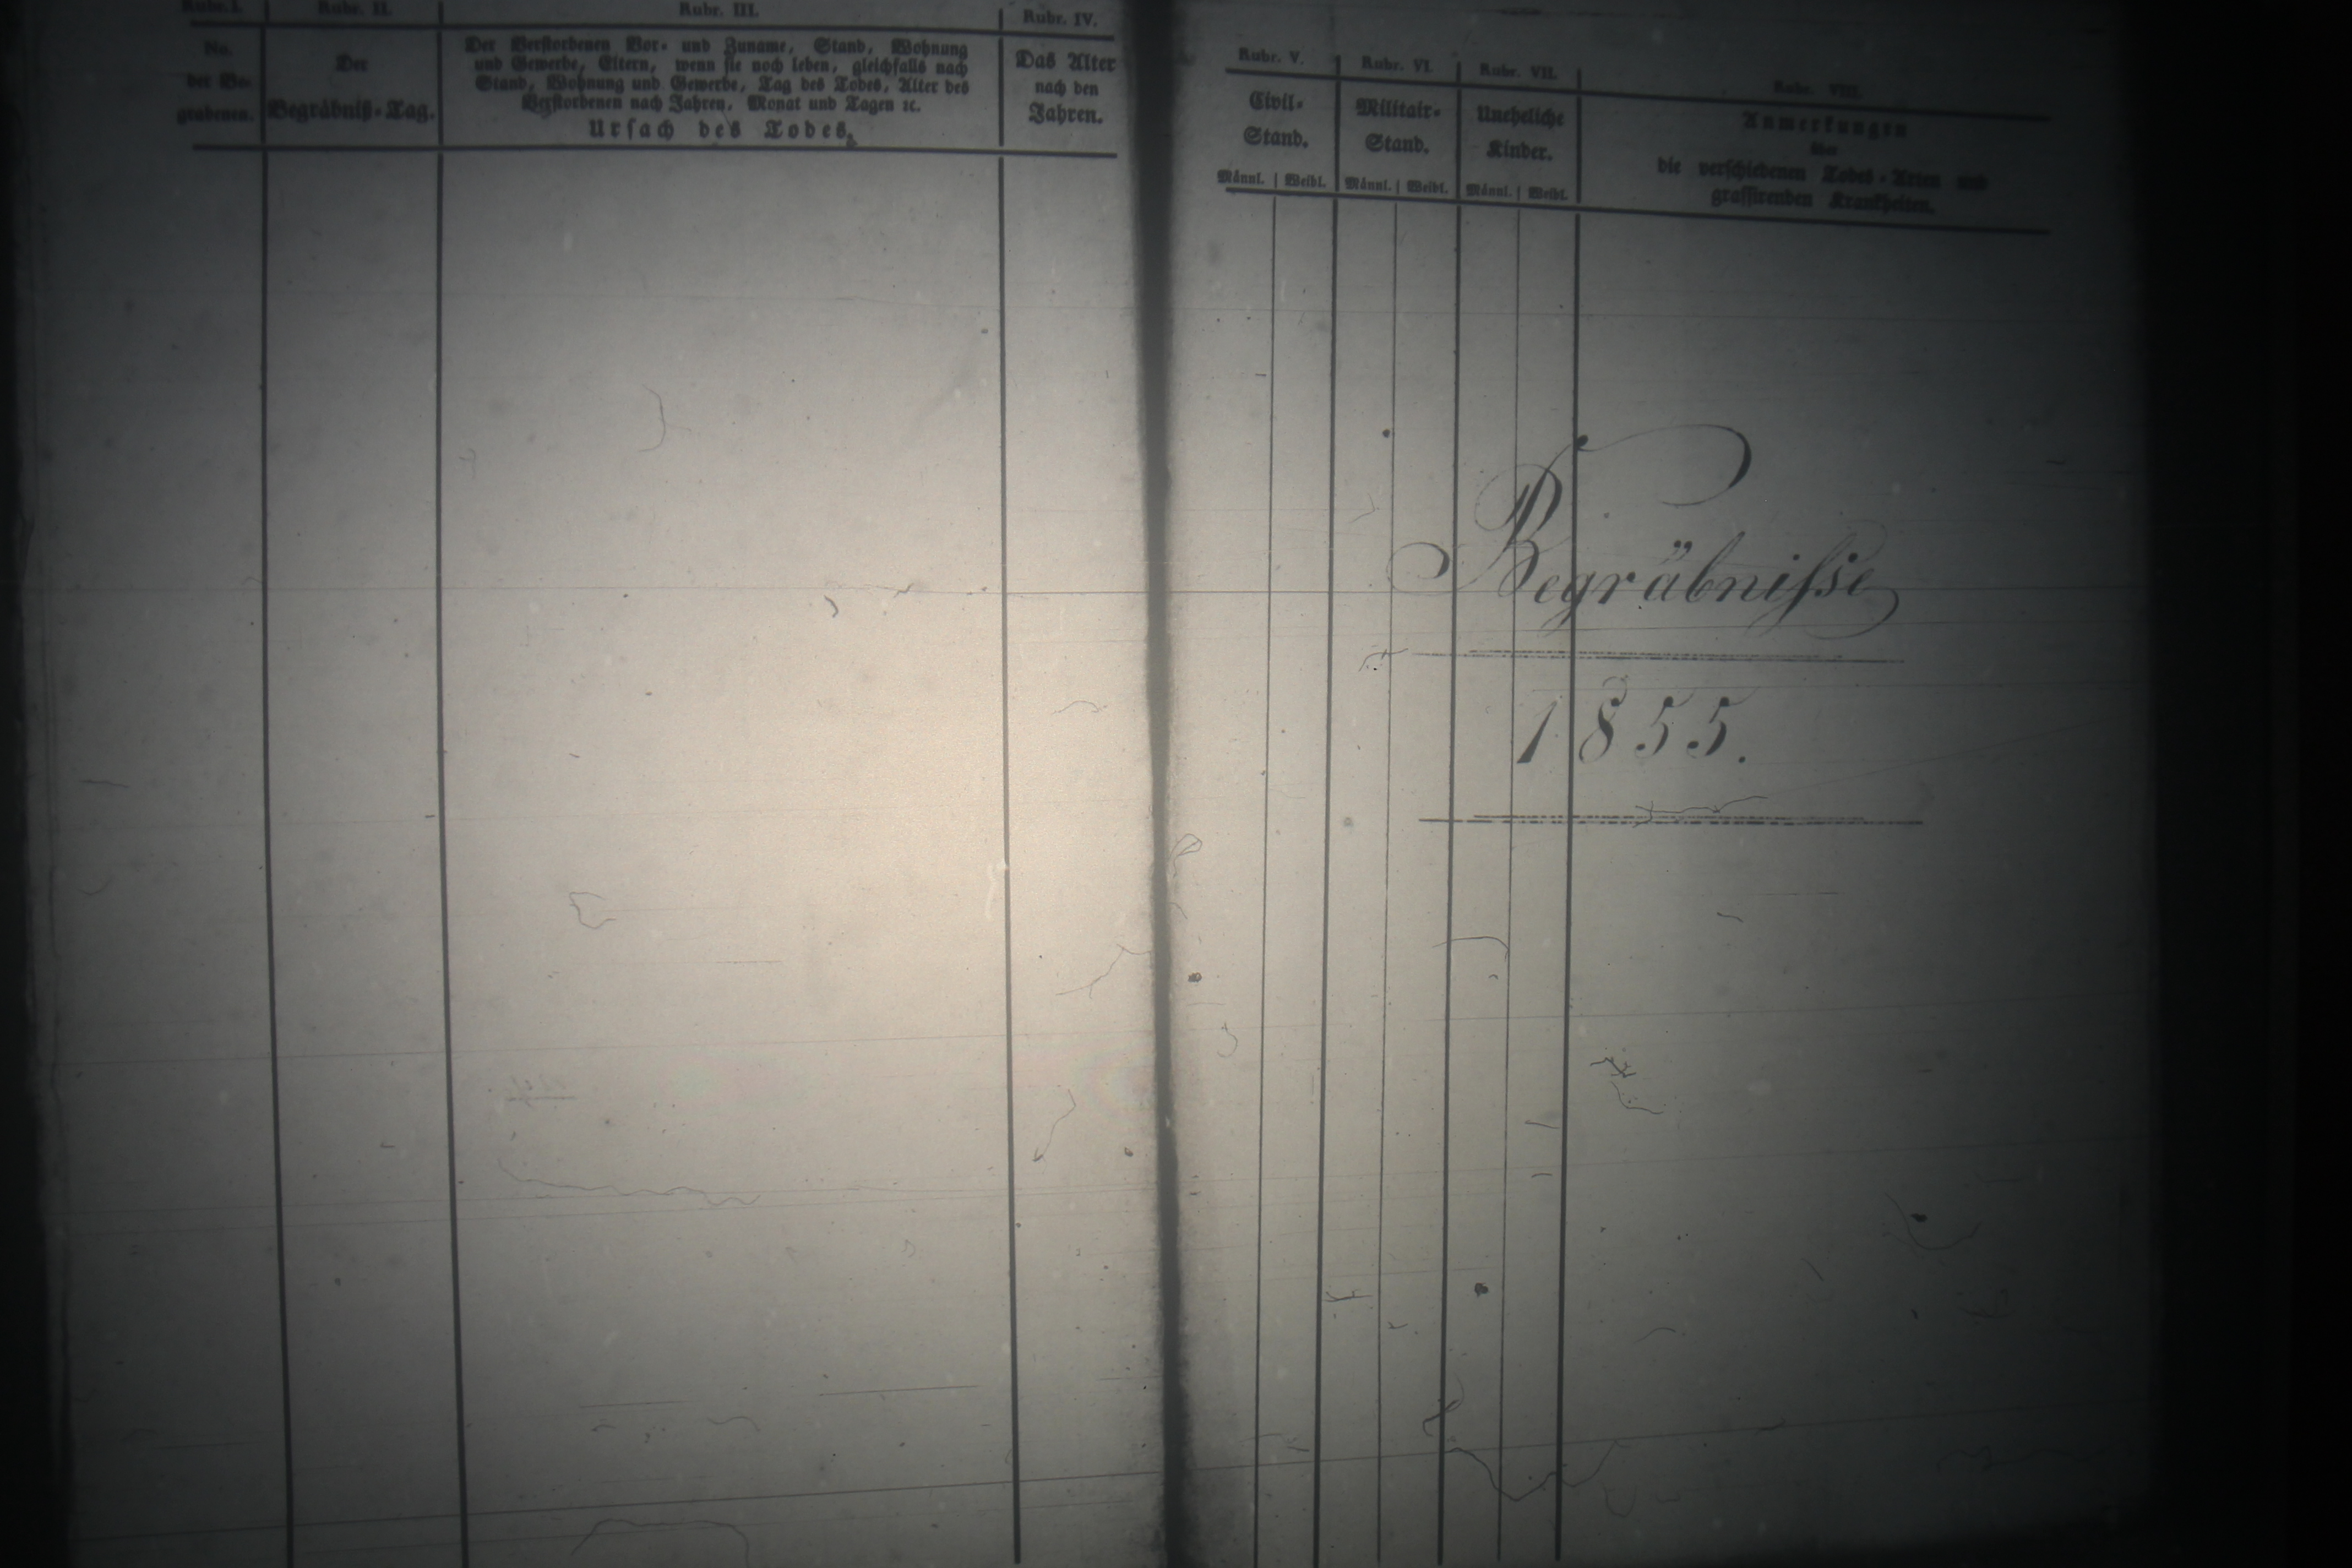 Rubr. I.
No.
der Be-
grabenen.
Rubr. II.
Der
Begräbniß-Tag.
Rubr. III.
Der Verstorbenen Vor- und Zuname, Stand, Wohnung
und Gewerbe, Eltern, wenn sie noch leben, gleichfalls nach
Stand, Wohnung und Gewerbe, Tag des Todes, Alter des
Verstorbenen nach Jahren, Monat und Tagen ꝛc.
Ursach des Todes.
Rubr. IV.
Das Alter
nach den
Jahren.
Rubr. V.
Civil-
Stand.
Männl. | Weibl.
Rubr. VI.
Militair-
Stand.
Männl. | Weibl.
Rubr. VII.
Uneheliche
Kinder.
Männl. | Weibl.
Rubr. VIII.
Anmerkungen
über
die verschiedenen Todes-Arten und
grassirenden Krankheiten.
Begräbniſse
1855.